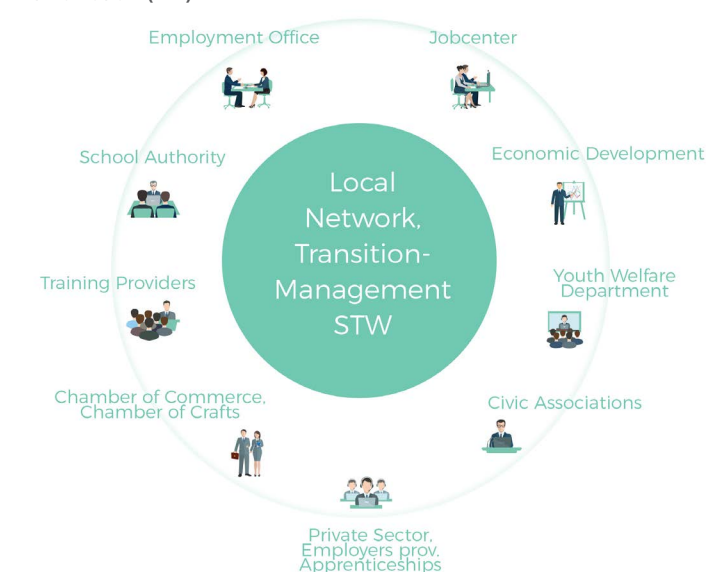 Employment Office
Jobcenter
School Authority
Economic Development
Local
Network,
Transition-
Management
STW
Training Providers
Youth Welfare
Department
Chamber of Commerce,
Chamber of Crafts
Civic Associations
Private Sector,
Employers prov.
Apprenticeships